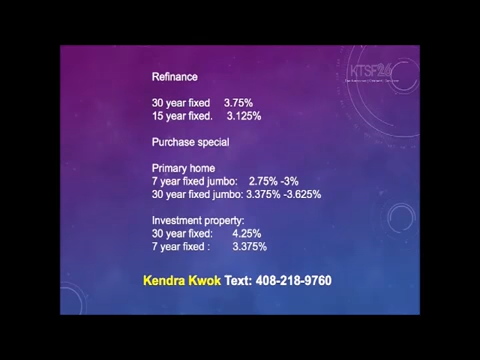 KTSF26
Refinance
30 year fixed 3.75%
15 year fixed. 3.125%
Purchase special
Primary home
7 year fixed jumbo: 2.75% -3%
30 year fixed jumbo: 3.375% -3.625%
Investment property:
30 year fixed: 4.25%
7 year fixed : 3.375%
Kendra Kwok Text: 408-218-9760